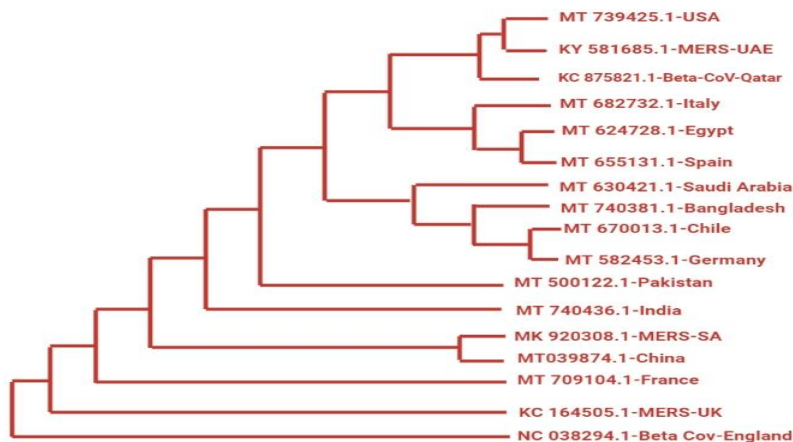 MT 739425.1-USA
KY 581685.1-MERS-UAE
KC 875821.1-Beta-CoV-Qatar
MT 682732.1-Italy
MT 624728.1-Egypt
MT 655131.1-Spain
MT 630421.1-Saudi Arabia
MT 740381.1-Bangladesh
MT 670013.1-Chile
MT 582453.1-Germany
MT 500122.1-Pakistan
MT 740436.1-India
MK 920308.1-MERS-SA
MT039874.1-China
MT 709104.1-France
KC 164505.1-MERS-UK
NC 038294.1-Beta Cov-England